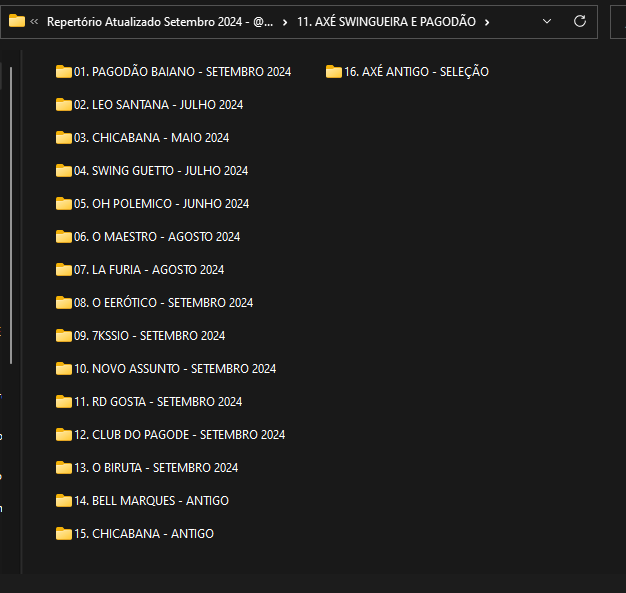 Repertório Atualizado Setembro 2024 - @... > 11. AXÉ SWINGUEIRA E PAGODÃO >
01. PAGODÃO BAIANO - SETEMBRO 2024
02. LEO SANTANA - JULHO 2024
03. CHICABANA - MAIO 2024
04. SWING GUETTO - JULHO 2024
05. OH POLEMICO - JUNHO 2024
06. O MAESTRO - AGOSTO 2024
07. LA FURIA - AGOSTO 2024
08. O EERÓTICO - SETEMBRO 2024
09. 7KSSIO - SETEMBRO 2024
10. NOVO ASSUNTO - SETEMBRO 2024
11. RD GOSTA - SETEMBRO 2024
12. CLUB DO PAGODE - SETEMBRO 2024
13. O BIRUTA - SETEMBRO 2024
14. BELL MARQUES - ANTIGO
15. CHICABANA - ANTIGO
16. AXÉ ANTIGO - SELEÇÃO